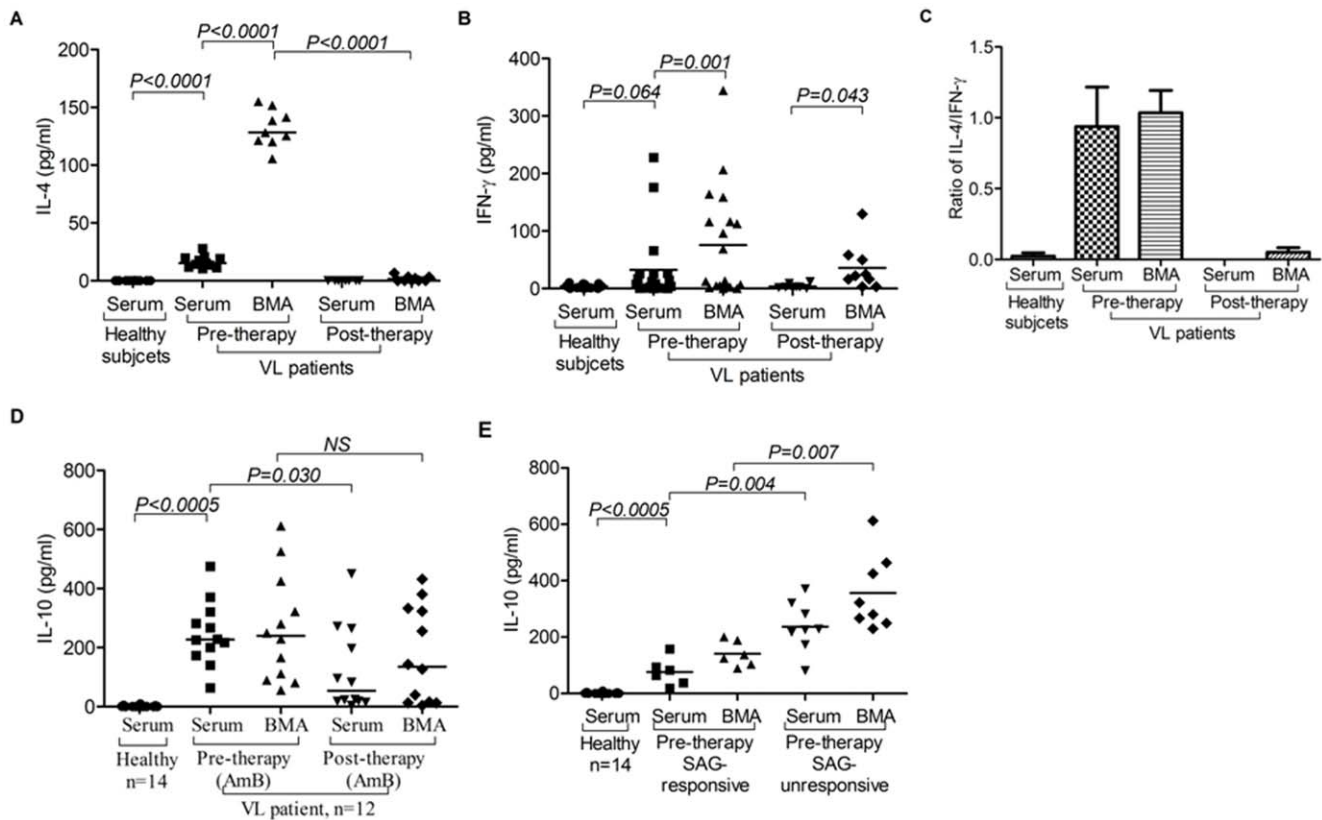 A
P<0.0001
P<0.0001
P<0.0001
IL-4 (pg/ml)
200
150
100
50
0
Serum Serum BMA Serum BMA
Healthy subjcets
Pre-therapy Post-therapy
VL patients
B
P=0.001
P=0.064
P=0.043
IFN-γ (pg/ml)
400
300
200
100
0
Serum Serum BMA Serum BMA
Healthy subjcets
Pre-therapy Post-therapy
VL patients
C
Ratio of IL-4/IFN-γ
1.5
1.0
0.5
0.0
Serum Serum BMA Serum BMA
Healthy subjects
Pre-therapy Post-therapy
VL patients
D
NS
P=0.030
P<0.0005
IL-10 (pg/ml)
800
600
400
200
0
Serum Serum BMA Serum BMA
Healthy n=14
Pre-therapy (AmB)
Post-therapy (AmB)
VL patient, n=12
E
P=0.007
P=0.004
P<0.0005
IL-10 (pg/ml)
800
600
400
200
0
Serum Serum BMA Serum BMA
Healthy n=14
Pre-therapy SAG-responsive
Pre-therapy SAG-unresponsive